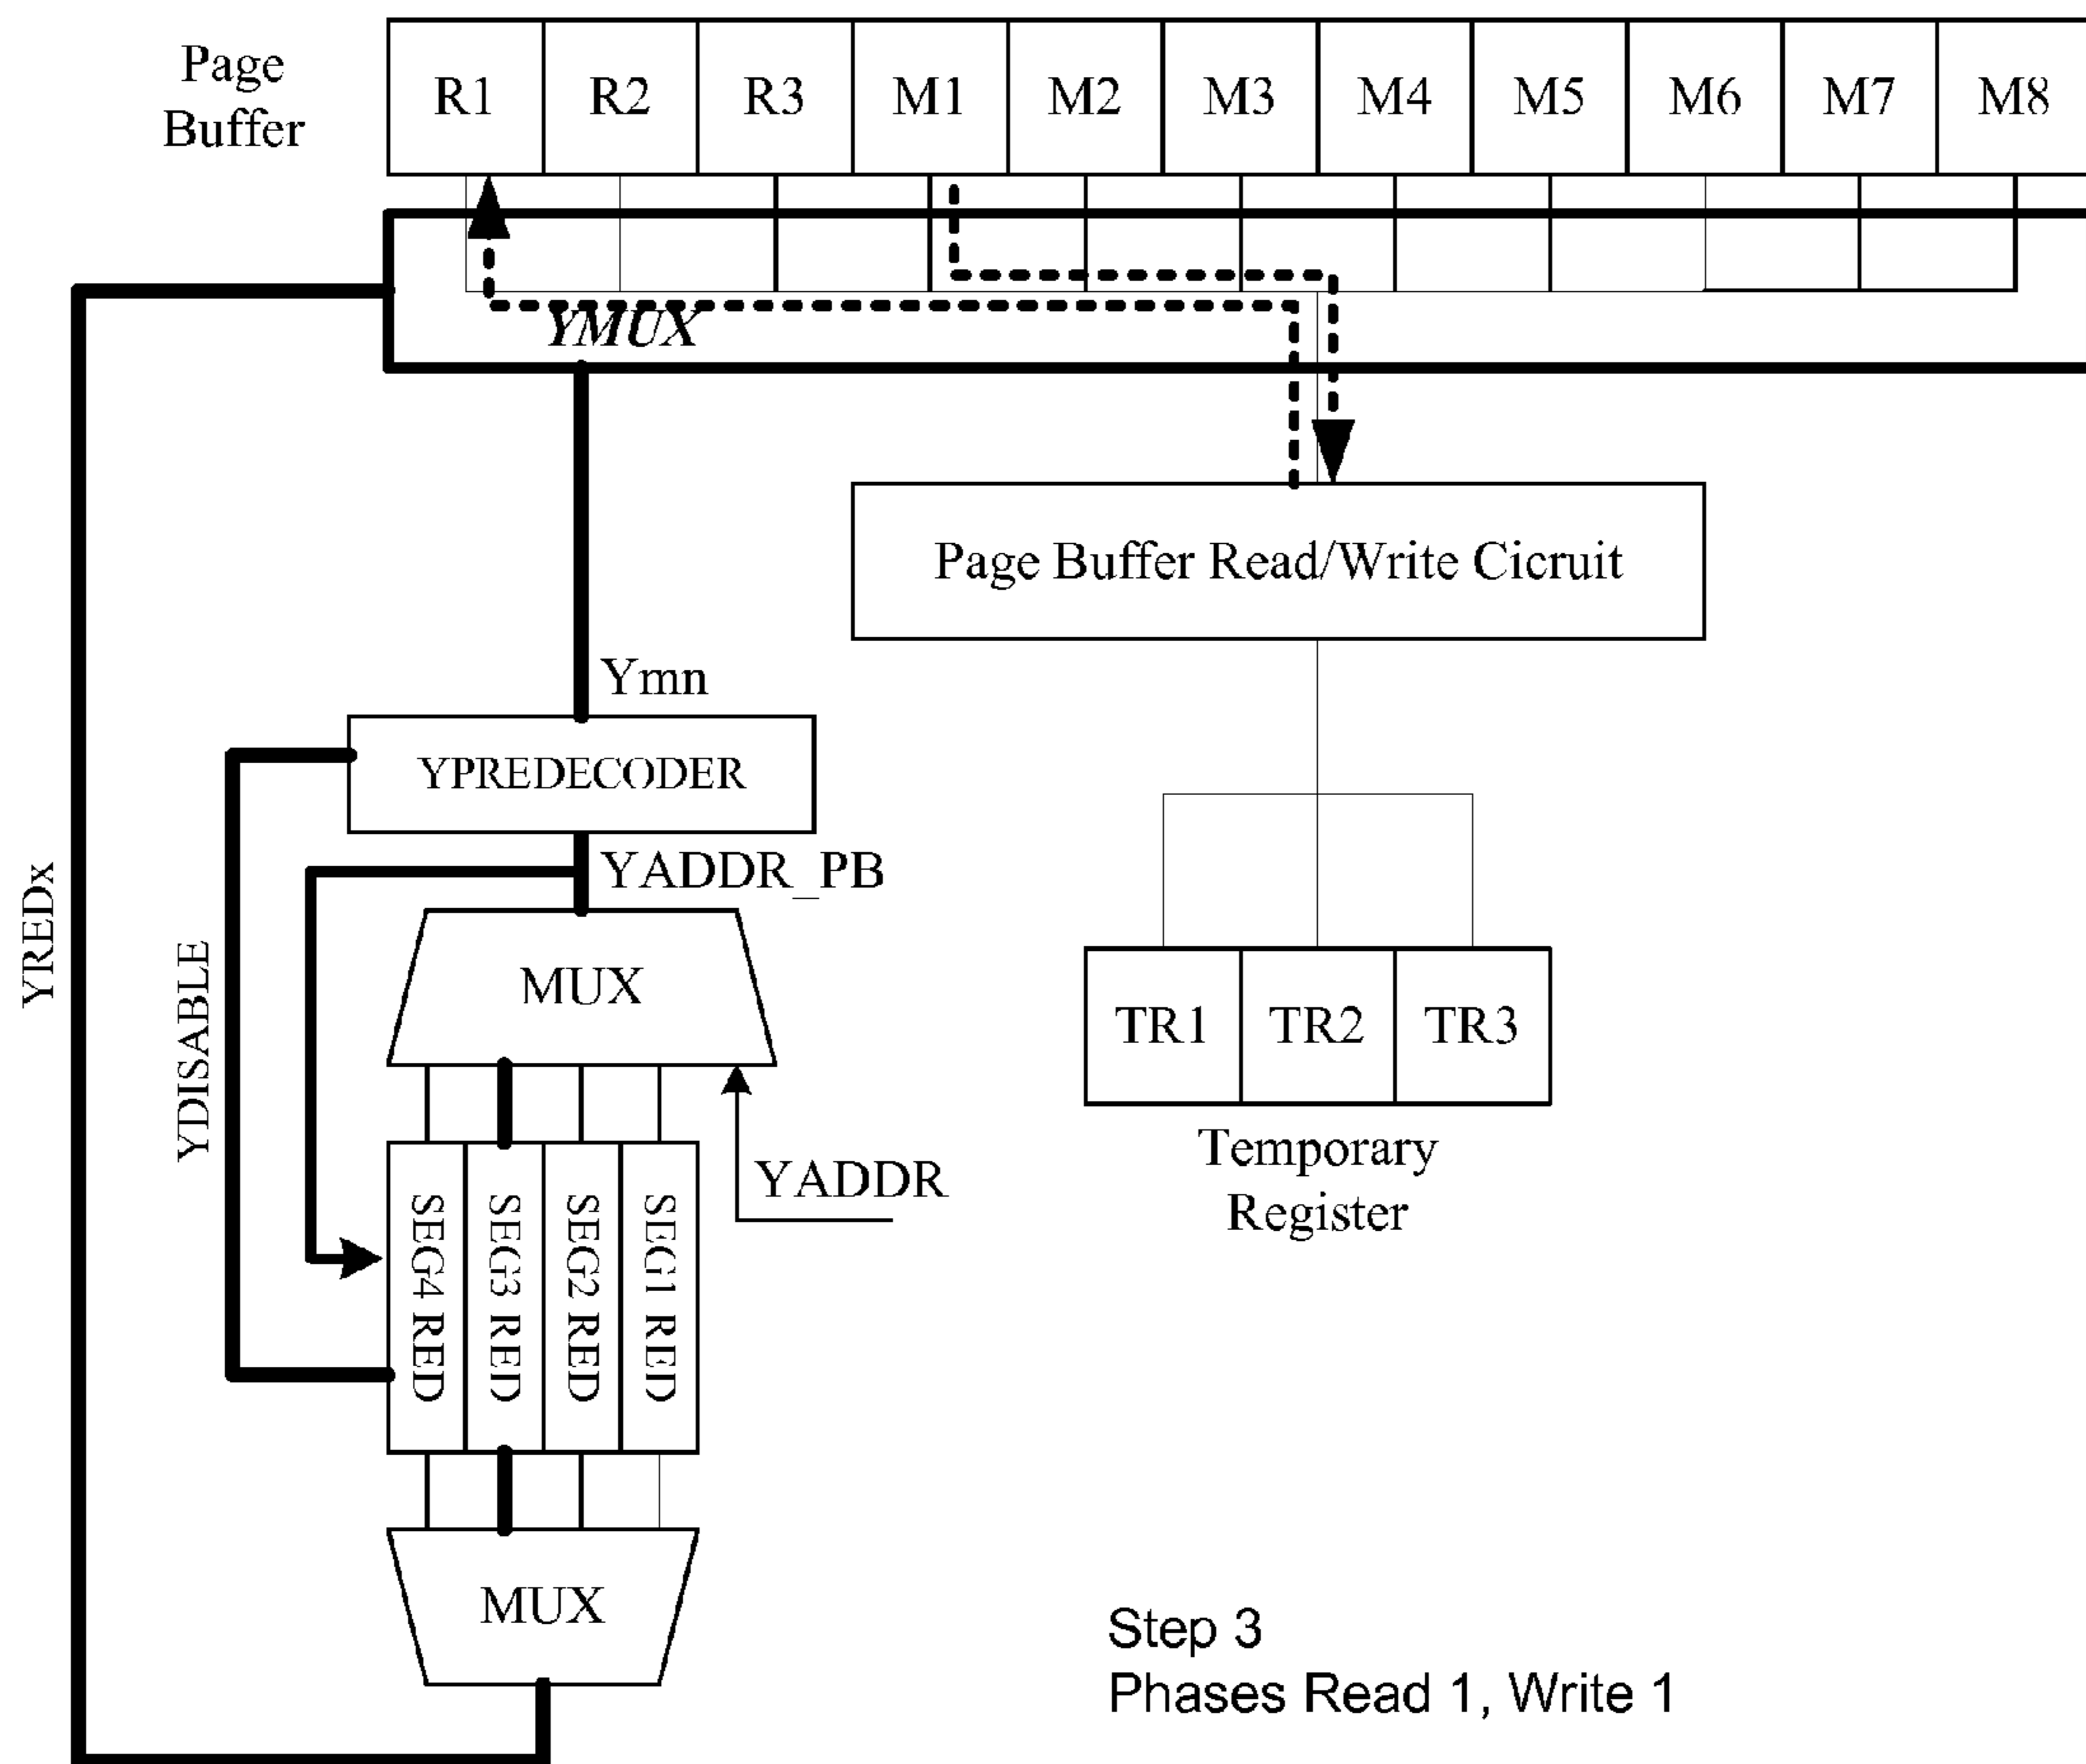 Page
Buffer
R1 R2 R3 M1 M2 M3 M4 M5 M6 M7 M8
YMUX
Page Buffer Read/Write Cicruit
Ymn
YPREDECODER
YADDR_PB
YREDx
YDISABLE
MUX
TR1 TR2 TR3
Temporary
Register
YADDR
SEG4 RED
SEG3 RED
SEG2 RED
SEG1 RED
MUX
Step 3
Phases Read 1, Write 1